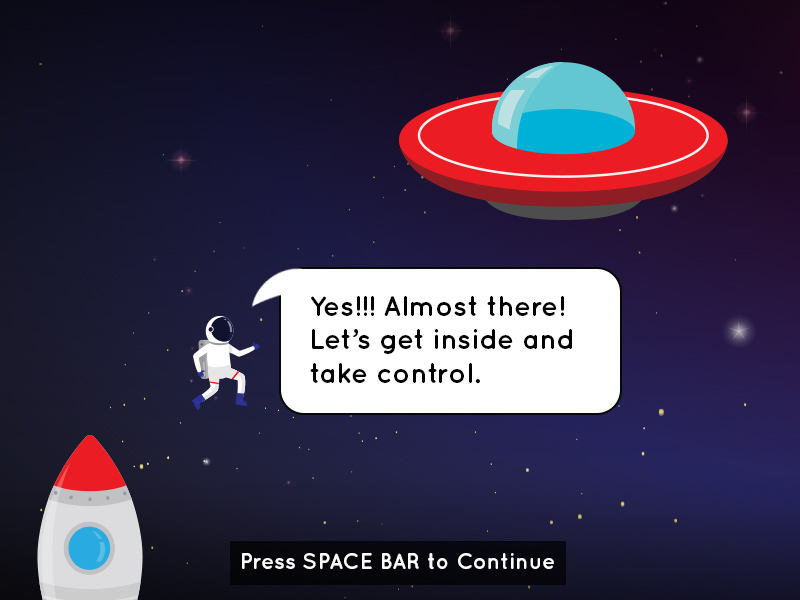 Yes!!! Almost there!
Let's get inside and
take control.
Press SPACE BAR to Continue